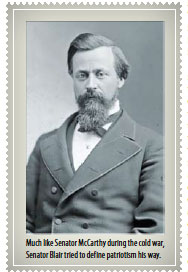 Much like Senator McCarthy during the cold war,
Senator Blair tried to define patriotism his way.